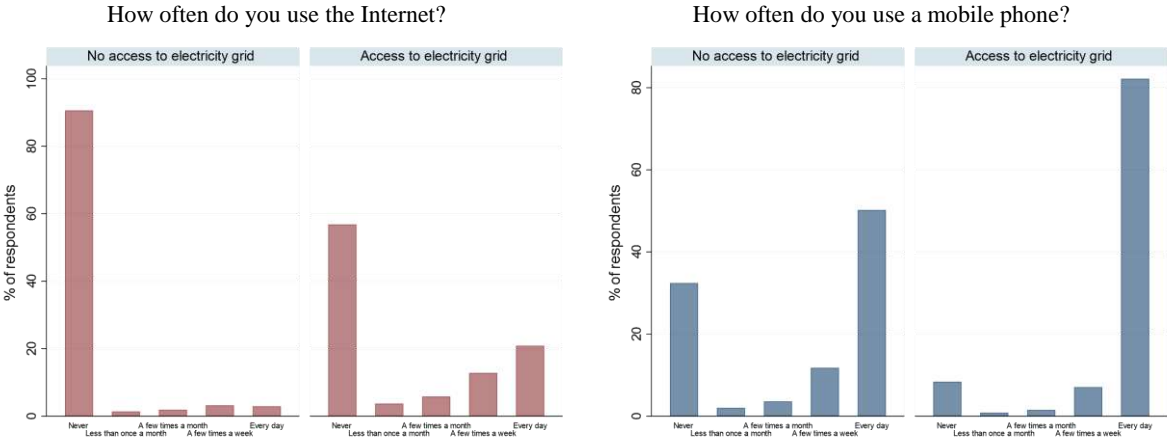 How often do you use the Internet?
No access to electricity grid
Access to electricity grid
% of respondents
100
80
60
40
20
0
Never
Less than once a month
A few times a month
A few times a week
Every day
Never
Less than once a month
A few times a month
A few times a week
Every day
How often do you use a mobile phone?
No access to electricity grid
Access to electricity grid
% of respondents
80
60
40
20
0
Never
Less than once a month
A few times a month
A few times a week
Every day
Never
Less than once a month
A few times a month
A few times a week
Every day